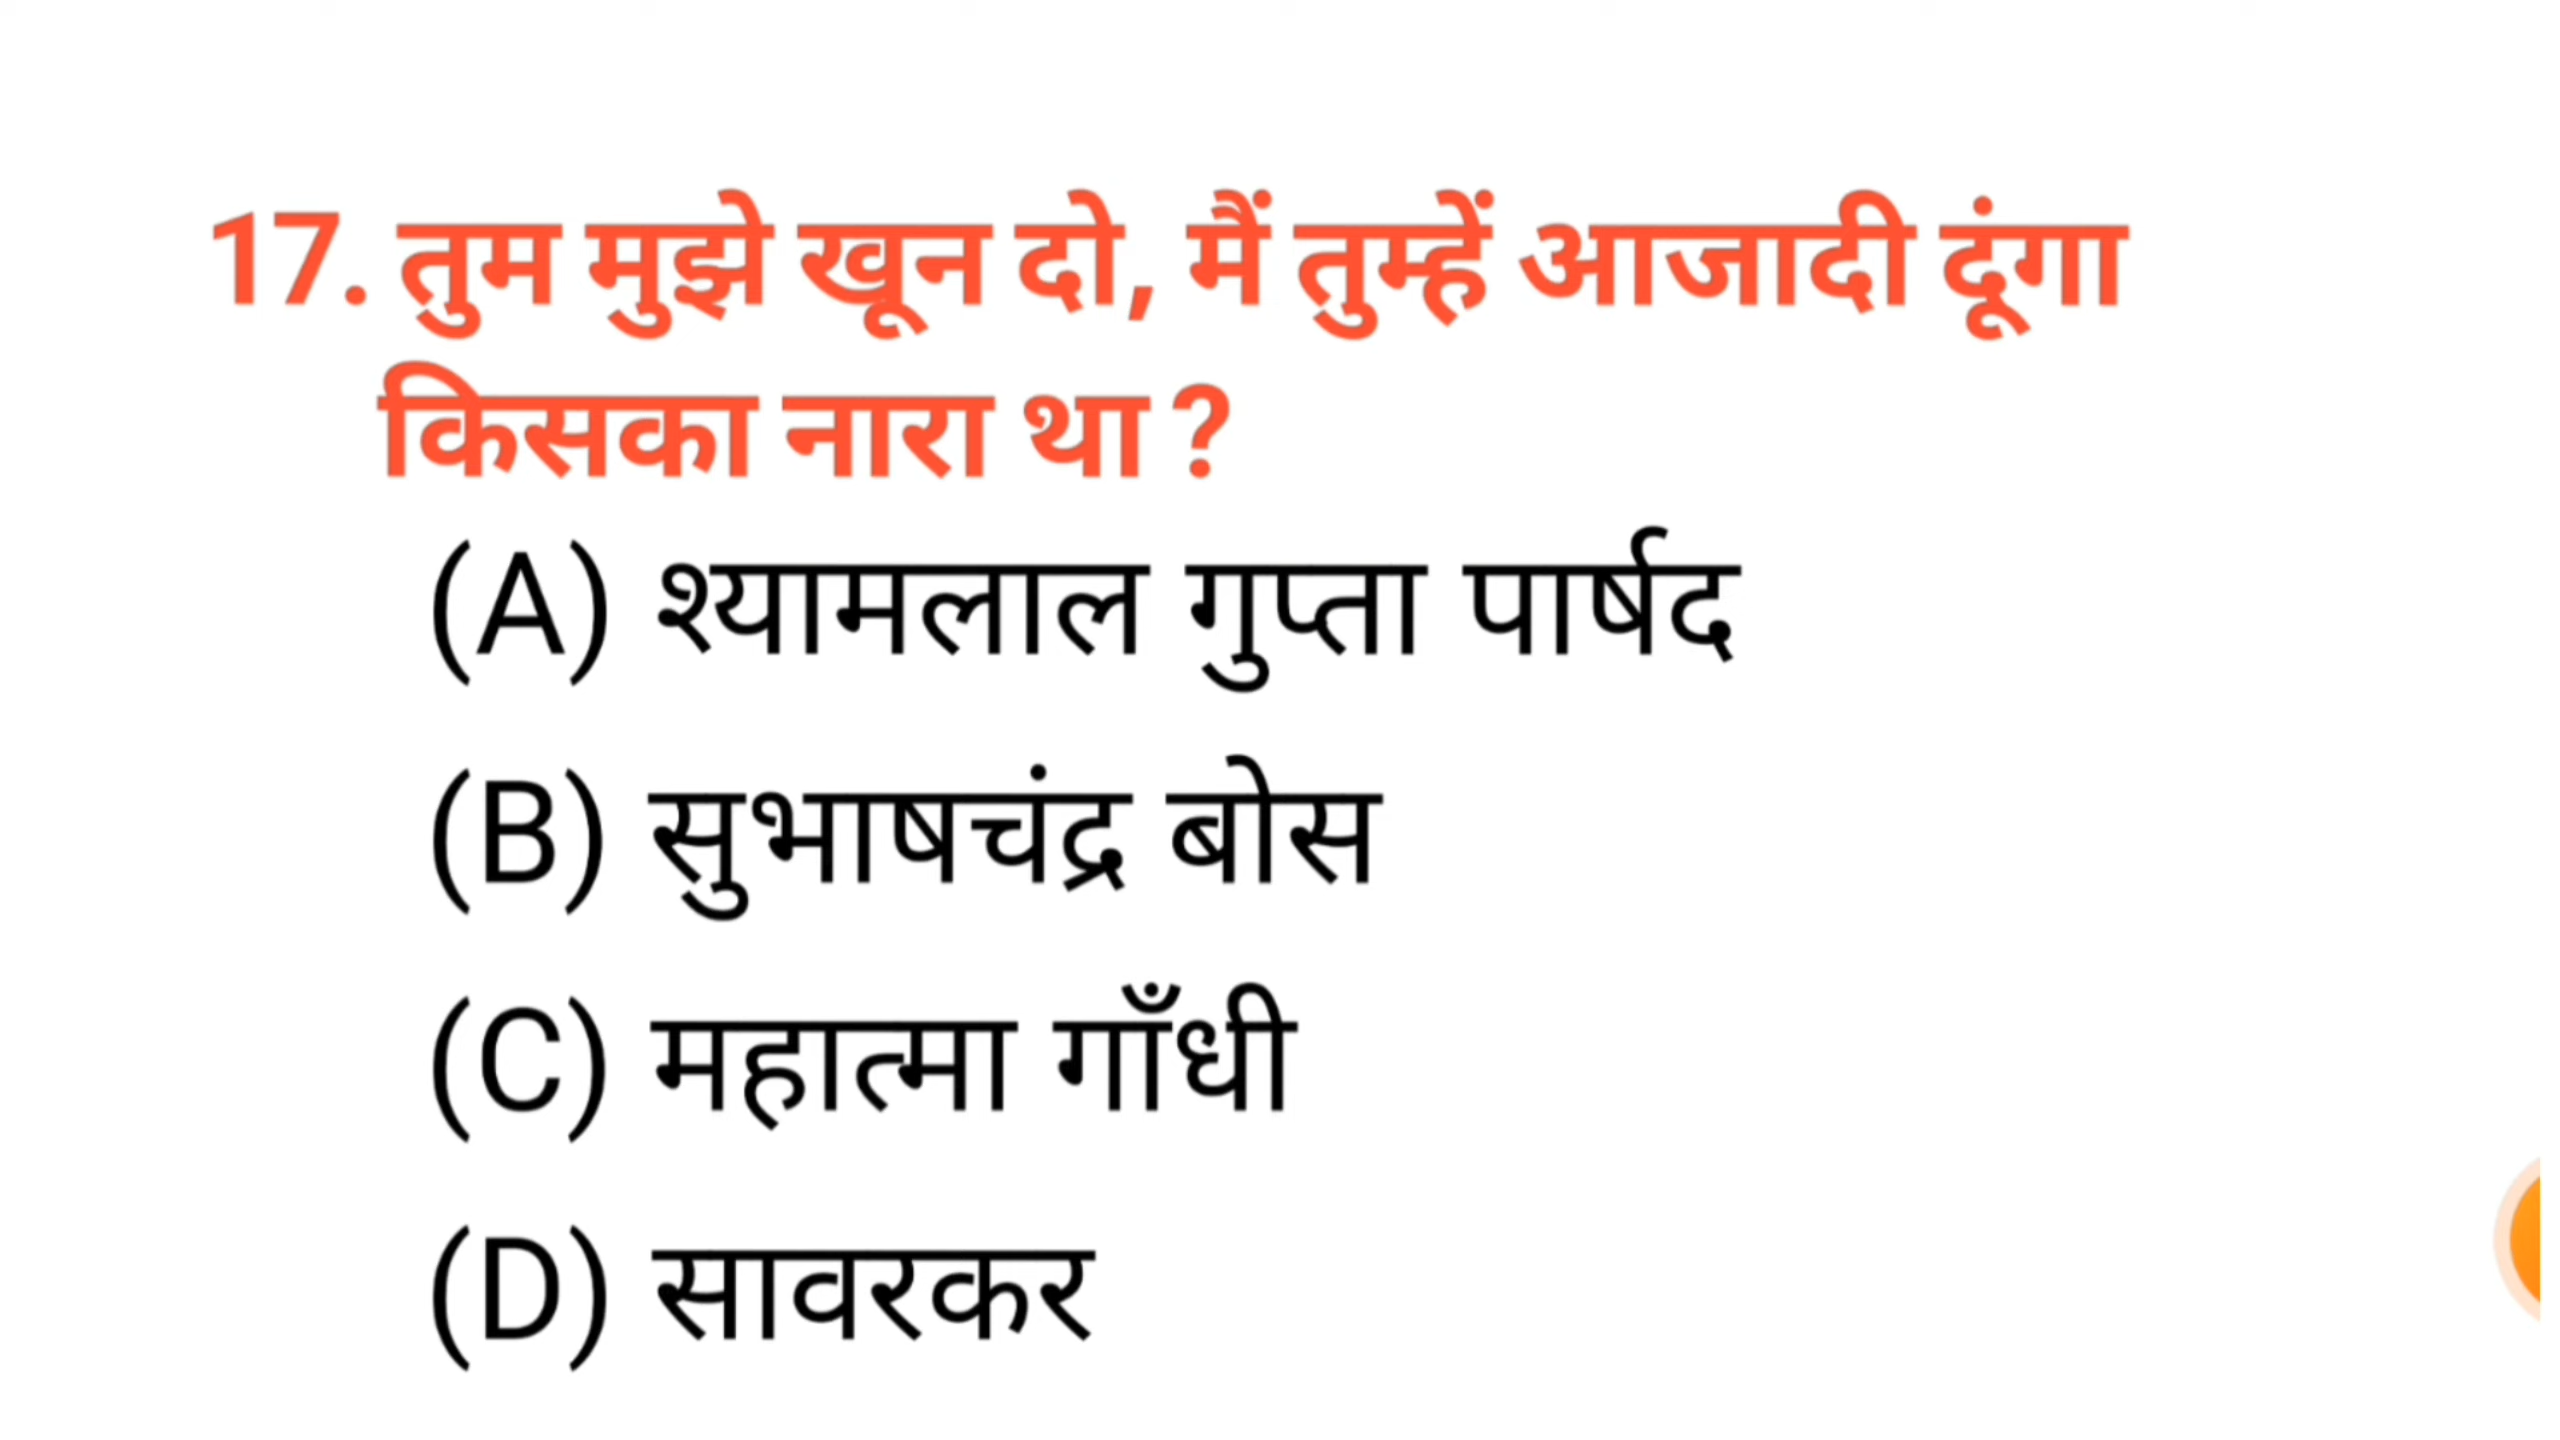 17. तुम मुझे खून दो, मैं तुम्हें आजादी दूंगा
किसका नारा था ?
(A) श्यामलाल गुप्ता पार्षद
(B) सुभाषचंद्र बोस
(C) महात्मा गाँधी
(D) सावरकर